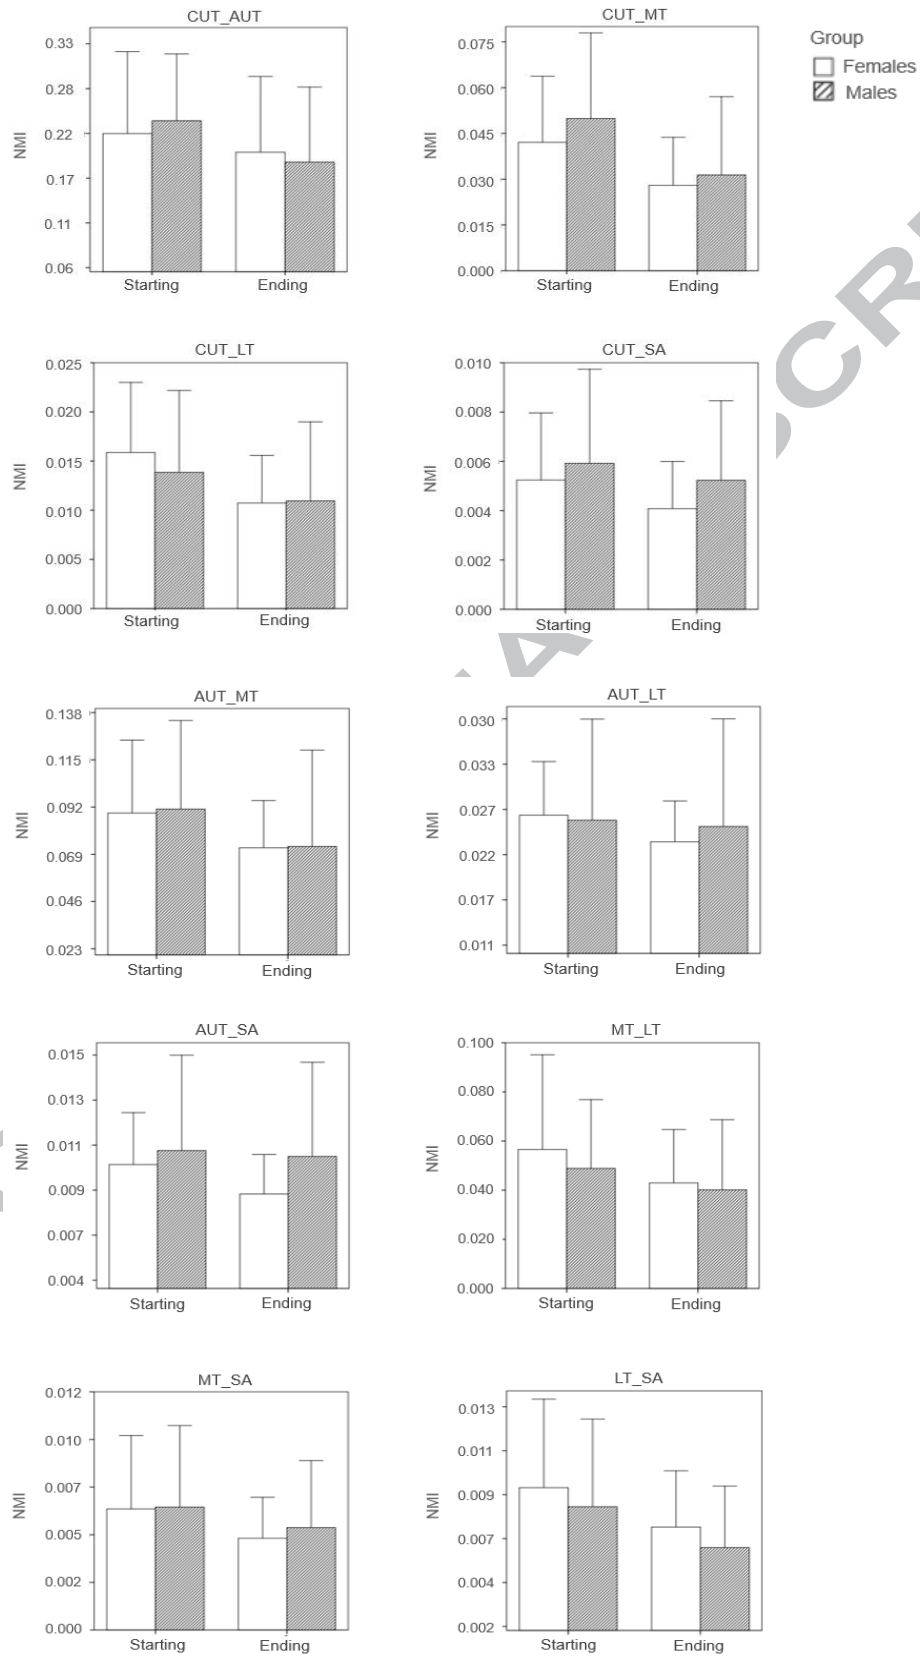 CUT_AUT
CUT_MT
Group
Females
Males
NMI
0.33
0.28
0.22
0.17
0.11
0.06
Starting
Ending
NMI
0.075
0.060
0.045
0.030
0.015
0.000
Starting
Ending
CUT_LT
NMI
0.025
0.020
0.015
0.010
0.005
0.000
Starting
Ending
CUT_SA
NMI
0.010
0.008
0.006
0.004
0.002
0.000
Starting
Ending
AUT_MT
NMI
0.138
0.115
0.092
0.069
0.046
0.023
Starting
Ending
AUT_LT
NMI
0.030
0.033
0.027
0.022
0.017
0.011
Starting
Ending
AUT_SA
NMI
0.015
0.013
0.011
0.009
0.007
0.004
Starting
Ending
MT_LT
NMI
0.100
0.080
0.060
0.040
0.020
0.000
Starting
Ending
MT_SA
NMI
0.012
0.010
0.007
0.005
0.002
0.000
Starting
Ending
LT_SA
NMI
0.013
0.011
0.009
0.007
0.004
0.002
Starting
Ending